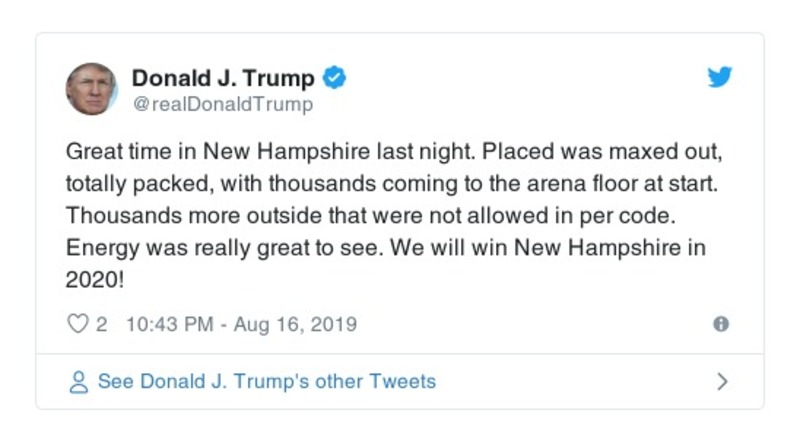 Donald J. Trump
@realDonaldTrump
Great time in New Hampshire last night. Placed was maxed out,
totally packed, with thousands coming to the arena floor at start.
Thousands more outside that were not allowed in per code.
Energy was really great to see. We will win New Hampshire in
2020!
2 10:43 PM - Aug 16, 2019
See Donald J. Trump's other Tweets